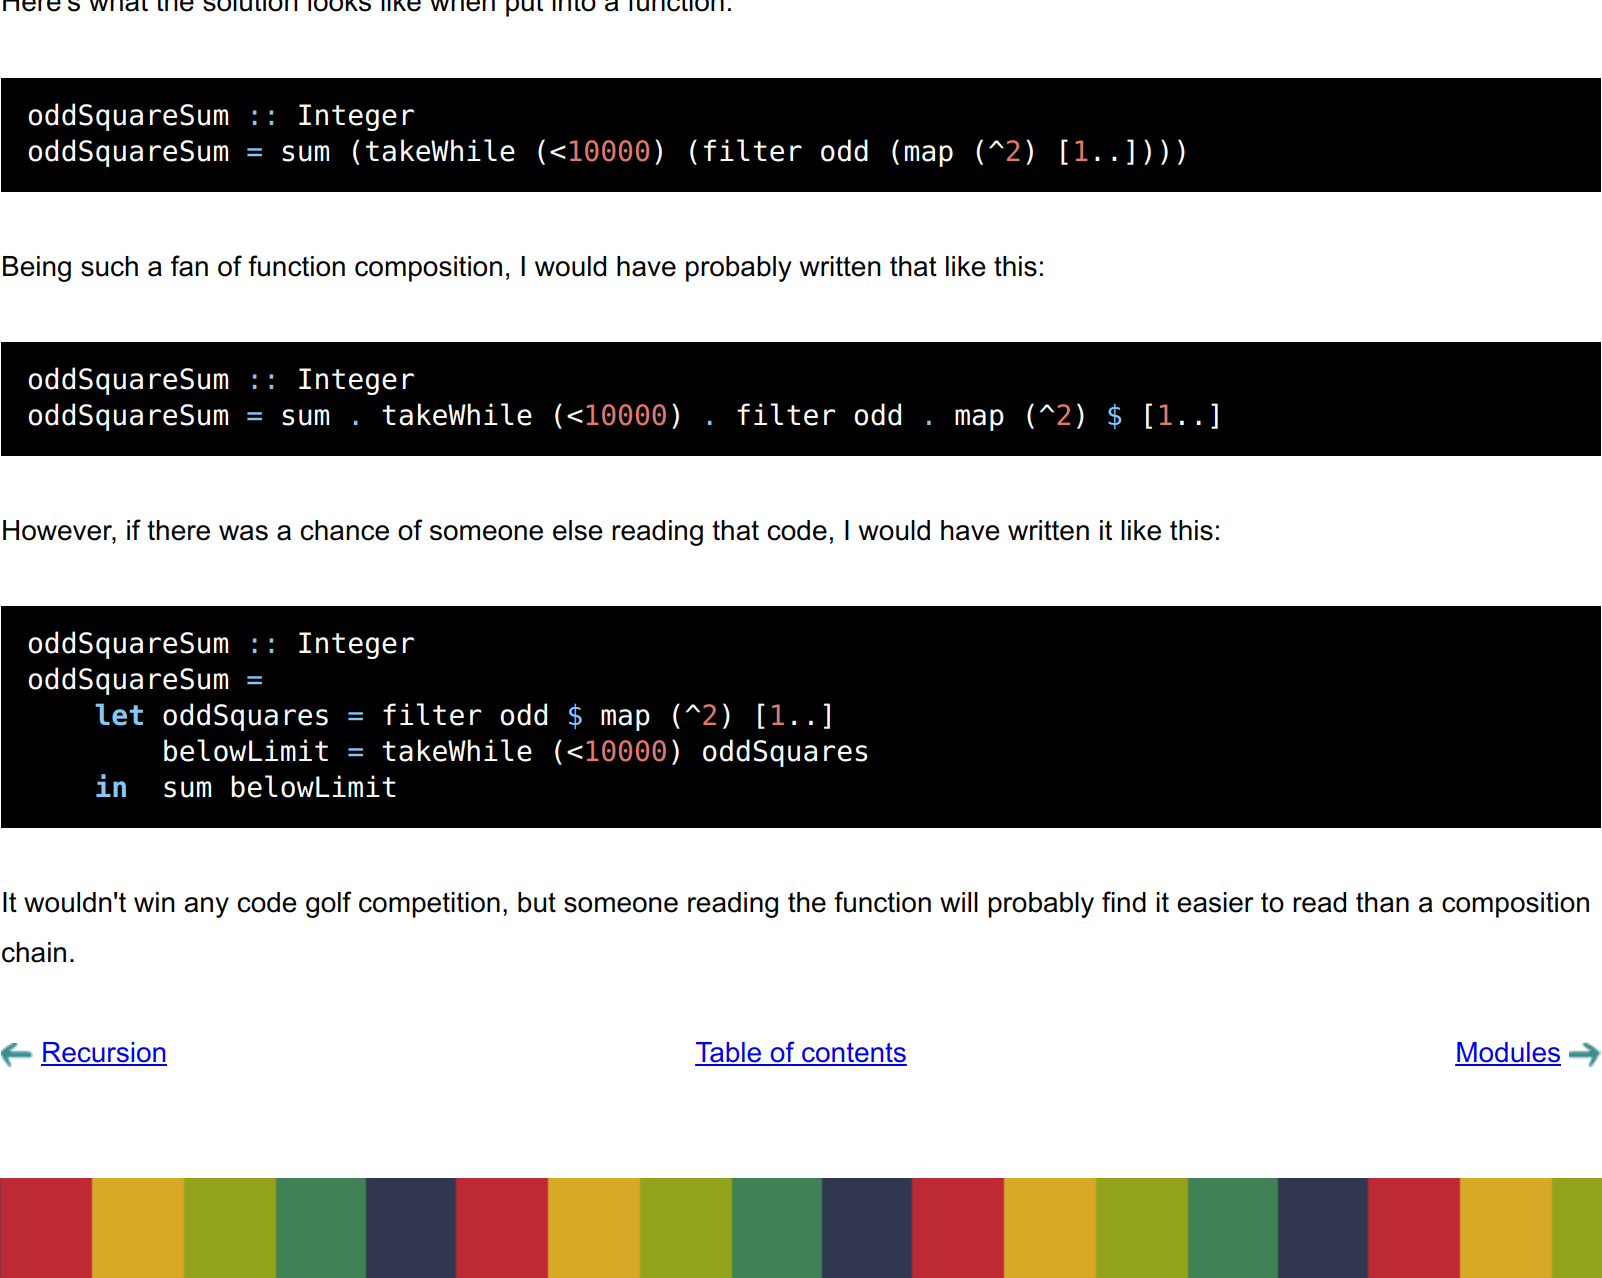 Here's what the solution looks like when put into a function.
oddSquareSum :: Integer
oddSquareSum = sum (takeWhile (<10000) (filter odd (map (^2) [1..])))
Being such a fan of function composition, I would have probably written that like this:
oddSquareSum :: Integer
oddSquareSum = sum . takeWhile (<10000) . filter odd . map (^2) $ [1..]
However, if there was a chance of someone else reading that code, I would have written it like this:
oddSquareSum :: Integer
oddSquareSum =
    let oddSquares = filter odd $ map (^2) [1..]
        belowLimit = takeWhile (<10000) oddSquares
    in  sum belowLimit
It wouldn't win any code golf competition, but someone reading the function will probably find it easier to read than a composition
chain.
Recursion Table of contents Modules